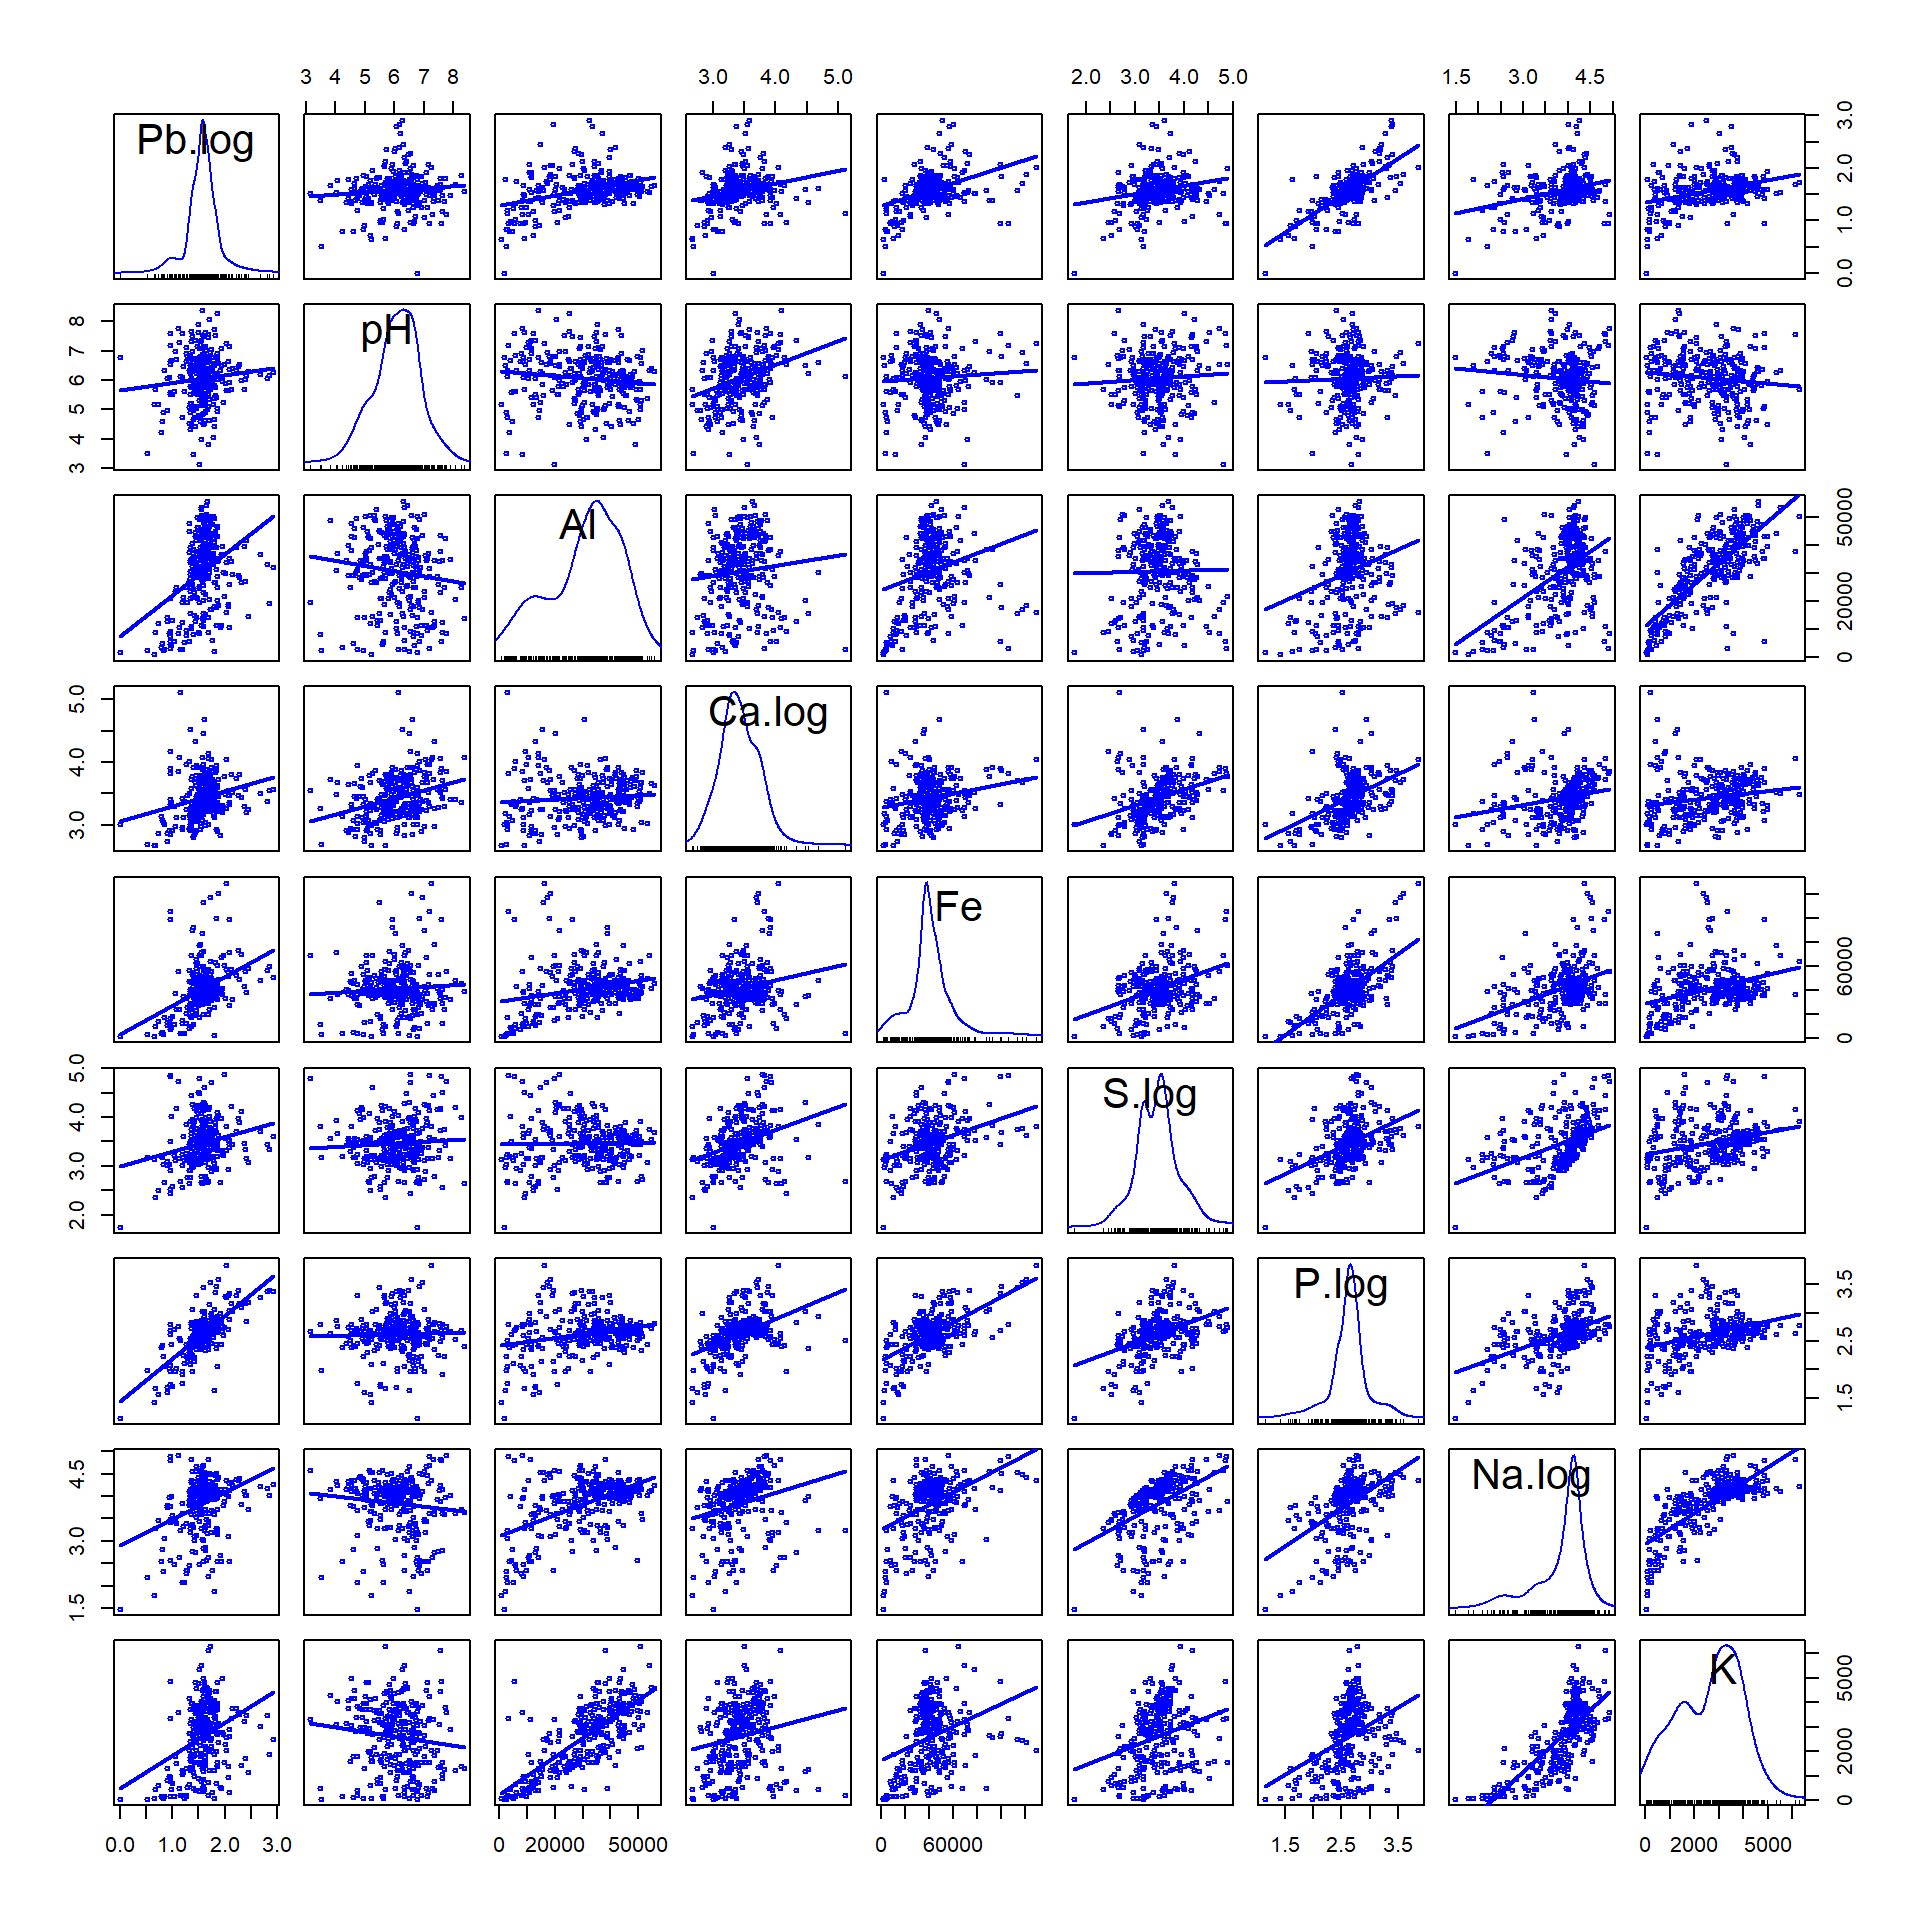 3 4 5 6 7 8 3.0 4.0 5.0 2.0 3.0 4.0 5.0 1.5 3.0 4.5
Pb.log 0.0 1.0 2.0 3.0
3 4 5 6 7 8 pH
Al 0 20000 50000
3.0 4.0 5.0 Ca.log
Fe 0 60000
2.0 3.0 4.0 5.0 S.log
P.log 1.5 2.5 3.5
1.5 3.0 4.5 Na.log
K 0 2000 5000
0.0 1.0 2.0 3.0 0 20000 50000 0 60000 1.5 2.5 3.5 0 2000 5000